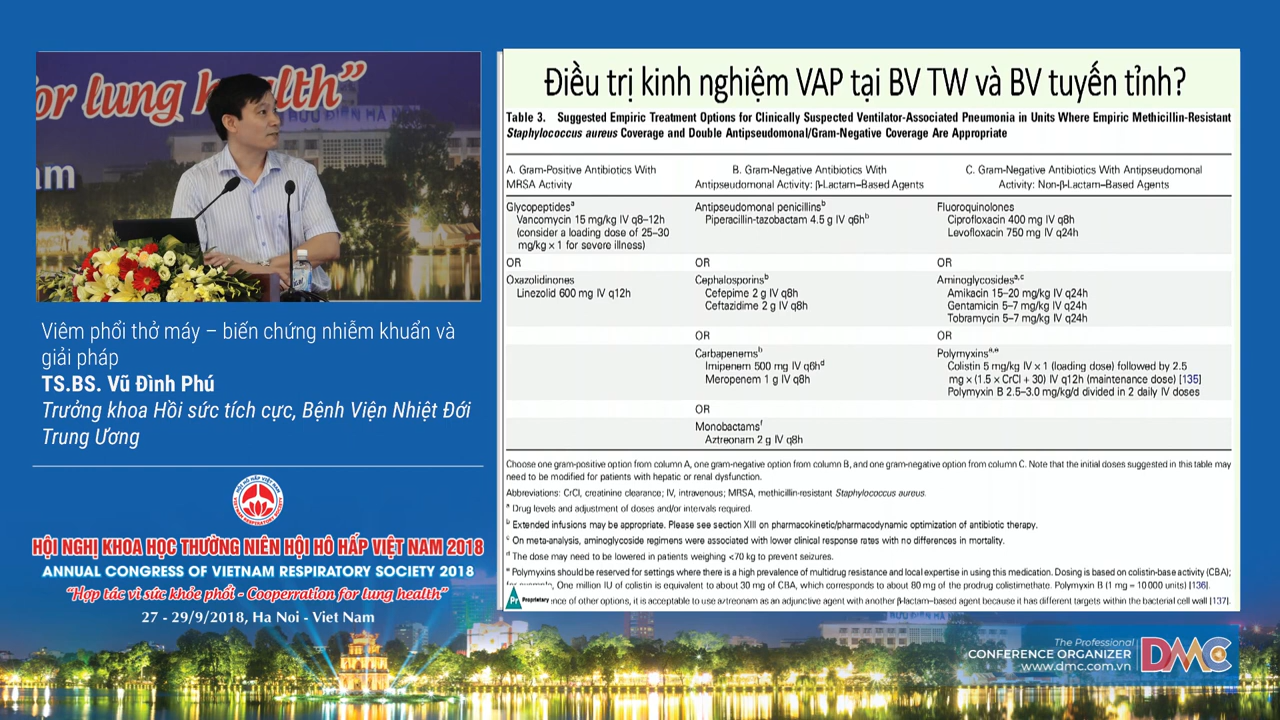 for lung health"
am
Viêm phổi thở máy – biến chứng nhiễm khuẩn và
giải pháp
TS.BS. Vũ Đình Phú
Trưởng khoa Hồi sức tích cực, Bệnh Viện Nhiệt Đới
Trung Ương
HỘI HÔ HẤP VIỆT NAM
VIETNAM RESPIRATORY SOCIETY
HỘI NGHỊ KHOA HỌC THƯỜNG NIÊN HỘI HÔ HẤP VIỆT NAM 2018
ANNUAL CONGRESS OF VIETNAM RESPIRATORY SOCIETY 2018
"Hợp tác vì sức khỏe phổi - Cooperration for lung health"
27 - 29/9/2018, Ha Noi - Viet Nam
Điều trị kinh nghiệm VAP tại BV TW và BV tuyến tỉnh?
Table 3. Suggested Empiric Treatment Options for Clinically Suspected Ventilator-Associated Pneumonia in Units Where Empiric Methicillin-Resistant
Staphylococcus aureus Coverage and Double Antipseudomonal/Gram-Negative Coverage Are Appropriate
A. Gram-Positive Antibiotics With
MRSA Activity
B. Gram-Negative Antibiotics With
Antipseudomonal Activity: β-Lactam–Based Agents
C. Gram-Negative Antibiotics With Antipseudomonal
Activity: Non-β-Lactam–Based Agents
Glycopeptides^a
Vancomycin 15 mg/kg IV q8–12h
(consider a loading dose of 25–30
mg/kg × 1 for severe illness)
Antipseudomonal penicillins^b
Piperacillin-tazobactam 4.5 g IV q6h^b
Fluoroquinolones
Ciprofloxacin 400 mg IV q8h
Levofloxacin 750 mg IV q24h
OR
OR
OR
Oxazolidinones
Linezolid 600 mg IV q12h
Cephalosporins^b
Cefepime 2 g IV q8h
Ceftazidime 2 g IV q8h
Aminoglycosides^a,c
Amikacin 15–20 mg/kg IV q24h
Gentamicin 5–7 mg/kg IV q24h
Tobramycin 5–7 mg/kg IV q24h
OR
OR
Carbapenems^b
Imipenem 500 mg IV q6h^d
Meropenem 1 g IV q8h
Polymyxins^a,e
Colistin 5 mg/kg IV × 1 (loading dose) followed by 2.5
mg × (1.5 × CrCl + 30) IV q12h (maintenance dose) [135]
Polymyxin B 2.5–3.0 mg/kg/d divided in 2 daily IV doses
OR
Monobactams^f
Aztreonam 2 g IV q8h
Choose one gram-positive option from column A, one gram-negative option from column B, and one gram-negative option from column C. Note that the initial doses suggested in this table may
need to be modified for patients with hepatic or renal dysfunction.
Abbreviations: CrCl, creatinine clearance; IV, intravenous; MRSA, methicillin-resistant Staphylococcus aureus.
^a Drug levels and adjustment of doses and/or intervals required.
^b Extended infusions may be appropriate. Please see section XIII on pharmacokinetic/pharmacodynamic optimization of antibiotic therapy.
^c On meta-analysis, aminoglycoside regimens were associated with lower clinical response rates with no differences in mortality.
^d The dose may need to be lowered in patients weighing <70 kg to prevent seizures.
^e Polymyxins should be reserved for settings where there is a high prevalence of multidrug resistance and local expertise in using this medication. Dosing is based on colistin-base activity (CBA);
One million IU of colistin is equivalent to about 30 mg of CBA, which corresponds to about 80 mg of the prodrug colistimethate. Polymyxin B (1 mg = 10 000 units) [136].
Proprietary
nce of other options, it is acceptable to use aztreonam as an adjunctive agent with another β-lactam–based agent because it has different targets within the bacterial cell wall [137].
The Professional
CONFERENCE ORGANIZER
www.dmc.com.vn
DMC